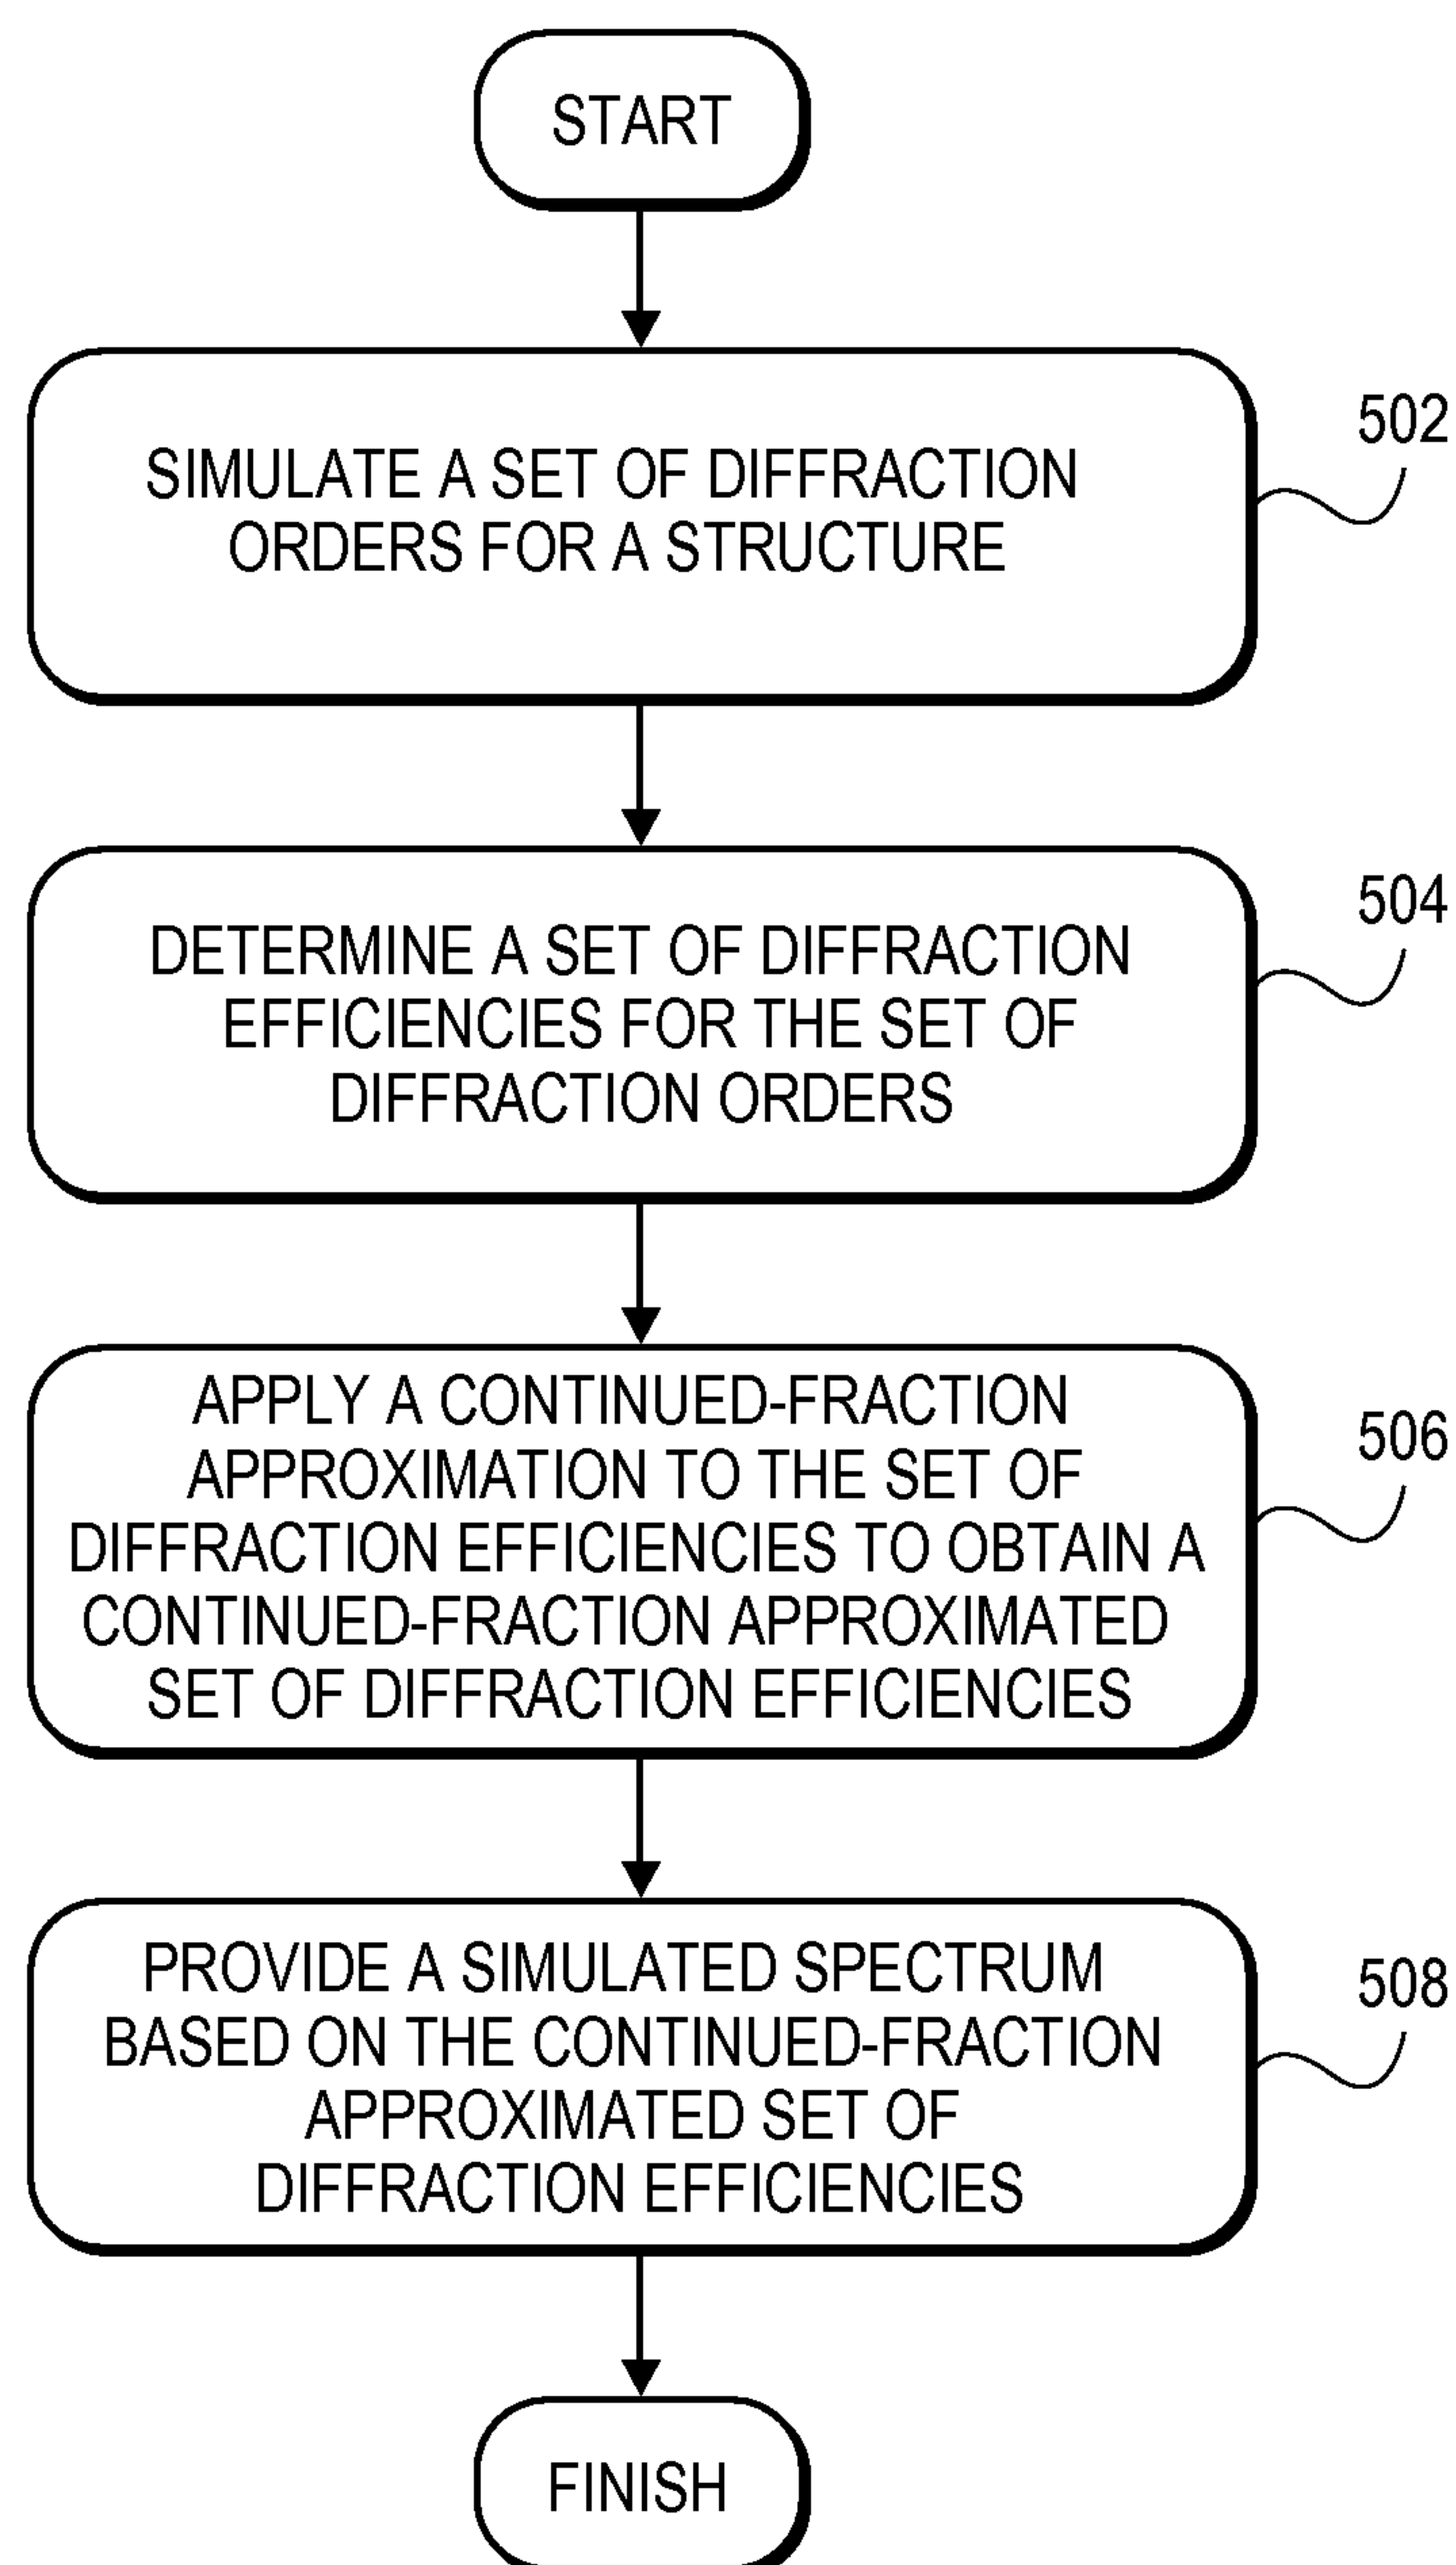 START
SIMULATE A SET OF DIFFRACTION
ORDERS FOR A STRUCTURE
502
DETERMINE A SET OF DIFFRACTION
EFFICIENCIES FOR THE SET OF
DIFFRACTION ORDERS
504
APPLY A CONTINUED-FRACTION
APPROXIMATION TO THE SET OF
DIFFRACTION EFFICIENCIES TO OBTAIN A
CONTINUED-FRACTION APPROXIMATED
SET OF DIFFRACTION EFFICIENCIES
506
PROVIDE A SIMULATED SPECTRUM
BASED ON THE CONTINUED-FRACTION
APPROXIMATED SET OF
DIFFRACTION EFFICIENCIES
508
FINISH